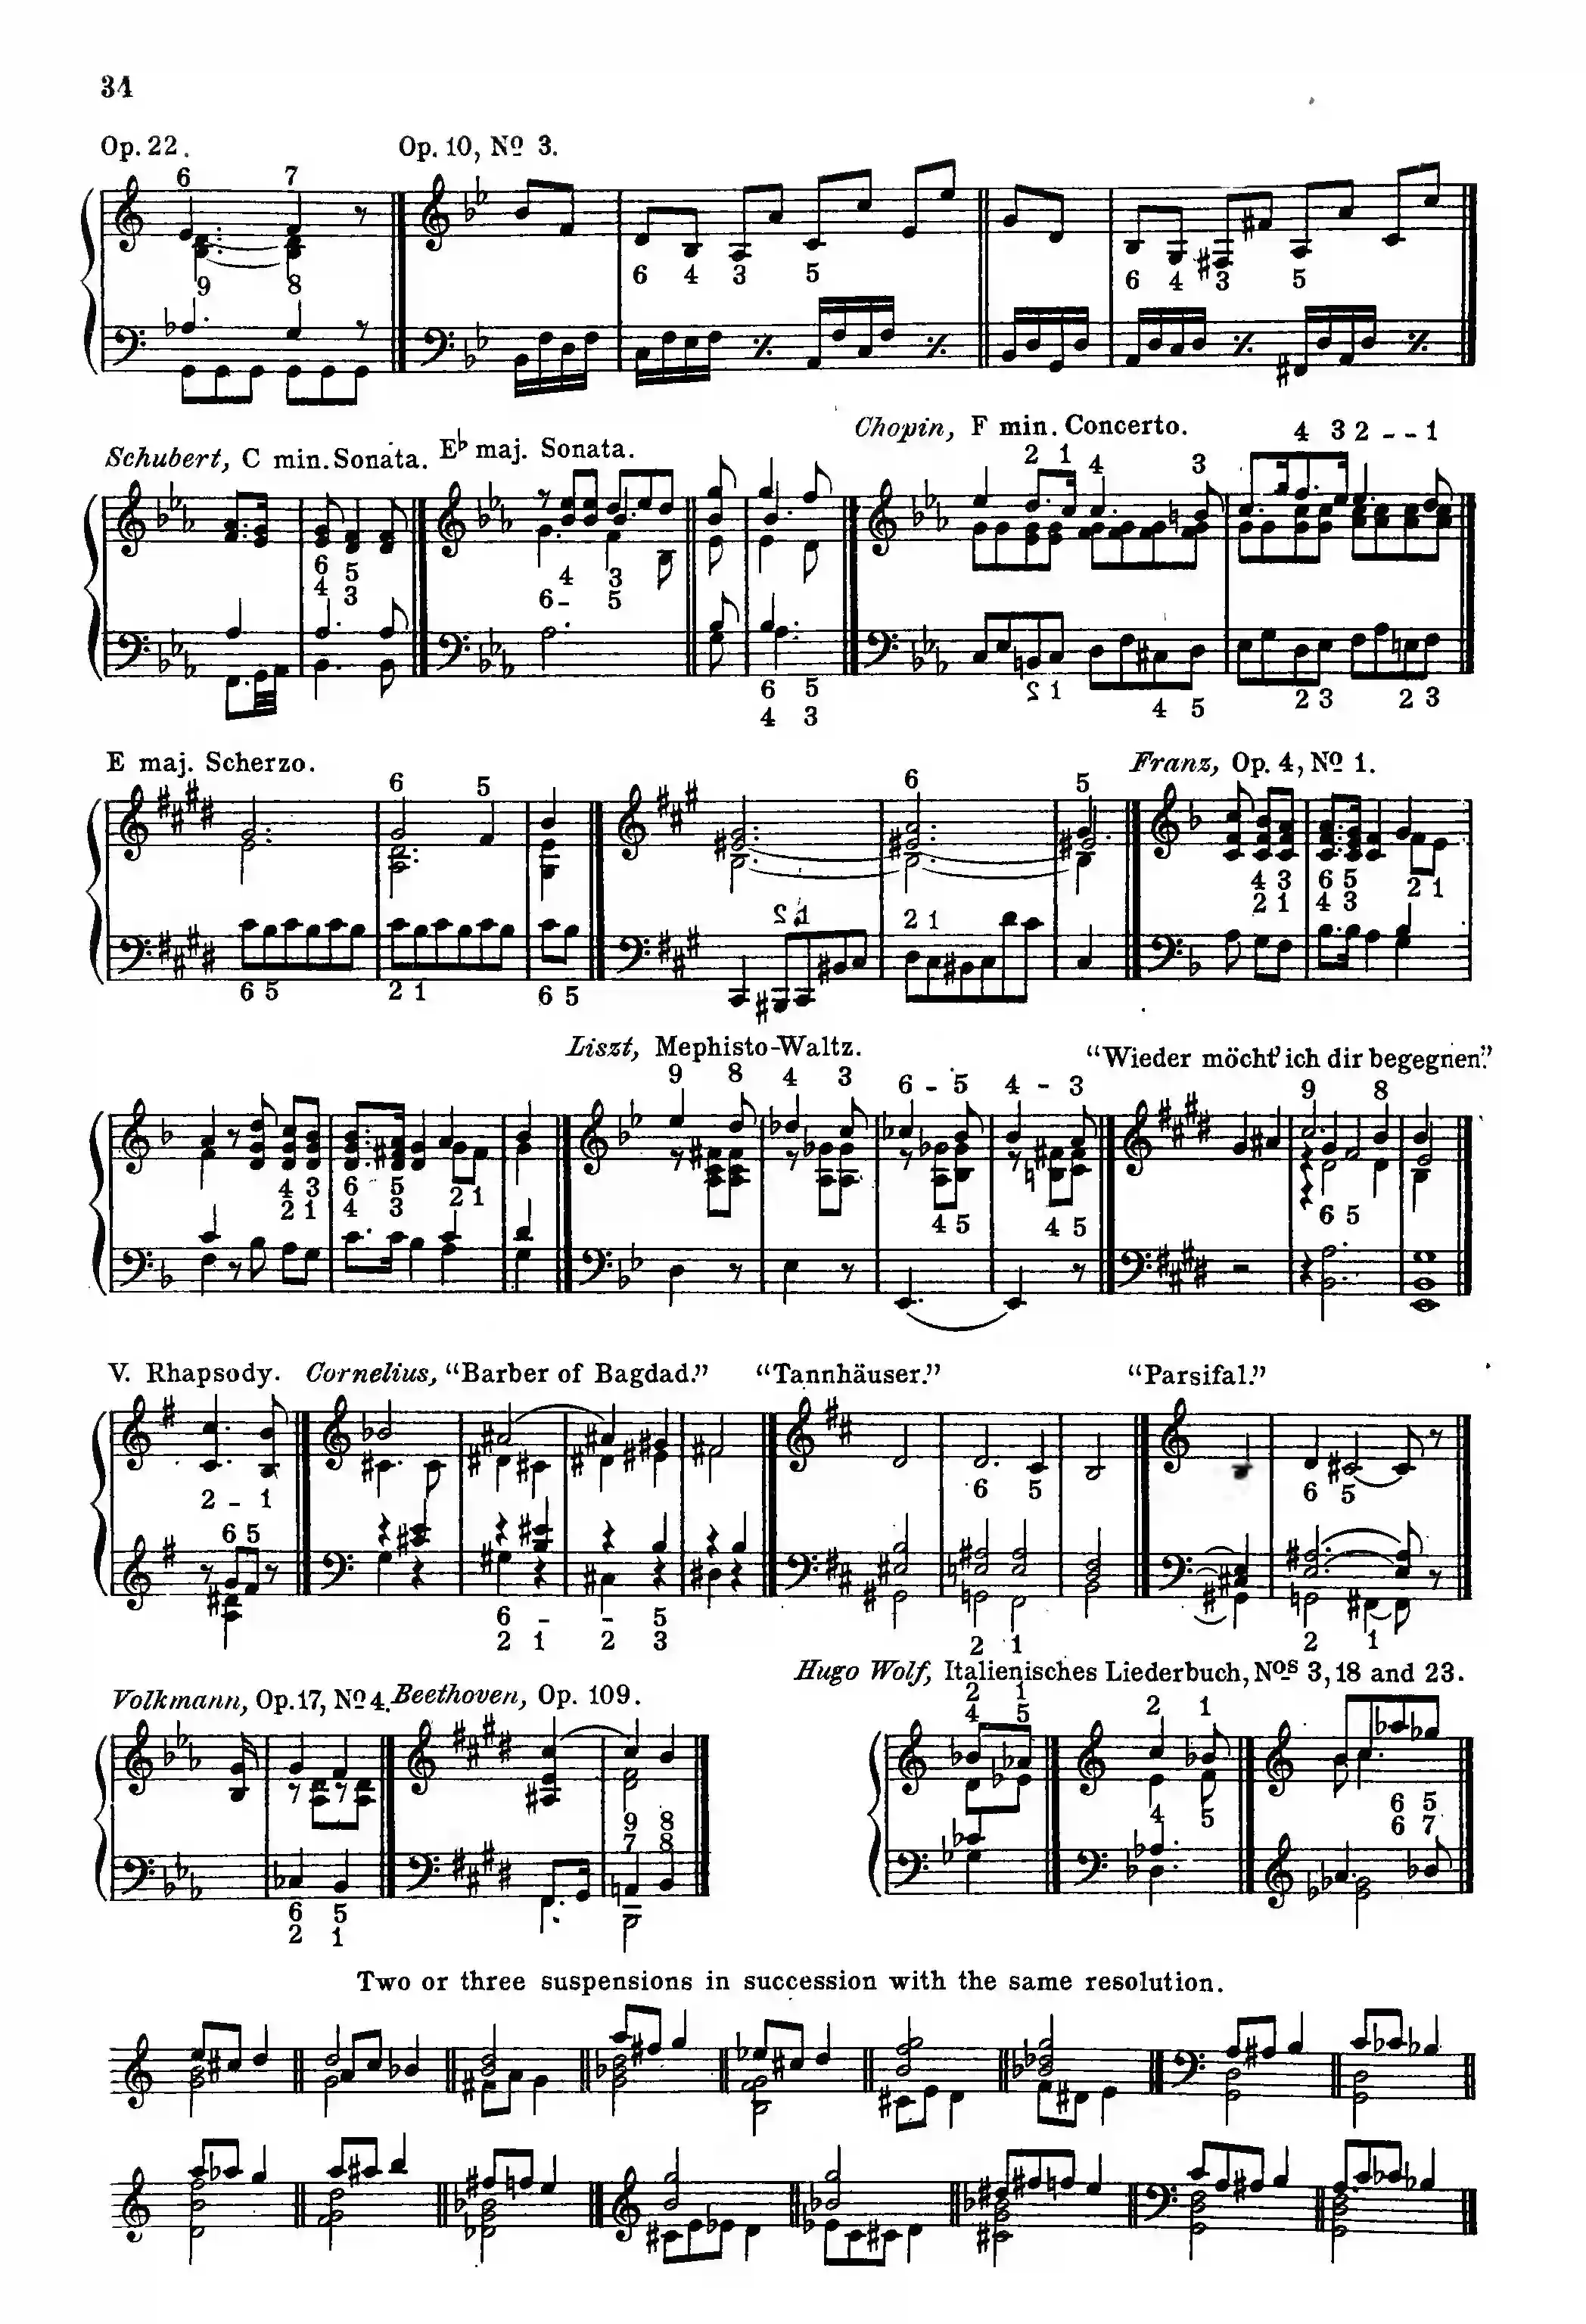 34
Op. 22. Op. 10, No 3.
6 7
9 8 6 4 3 5 6 4 3 5
Chopin, F min. Concerto. 4 3 2 - - 1
Schubert, C min. Sonata. E♭ maj. Sonata. 2 1 4 3
6 5 4 3
4 3 6 - 5
6 5 2 1 4 5 2 3 2 3
4 3
E maj. Scherzo. Franz, Op. 4, No 1.
6 5 6 5
4 3 6 5 2 1
2 1 2 1 2 1 4 3
6 5 2 1 6 5
Liszt, Mephisto-Waltz. "Wieder möcht' ich dir begegnen."
9 8 4 3 6 - 5 4 - 3 9 8
4 3 6 5 2 1
2 1 4 3 4 5 4 5 6 5
V. Rhapsody. Cornelius, "Barber of Bagdad." "Tannhäuser." "Parsifal."
2 - 1 6 5 6 5
6 5
6 - - 5
2 1 2 3 2 1 2 1
Hugo Wolf, Italienisches Liederbuch, Nos 3, 18 and 23.
Volkmann, Op. 17, No 4. Beethoven, Op. 109.
2 1 2 1
4 5
9 8 4 5 6 5
7 8 6 7
6 5
2 1
Two or three suspensions in succession with the same resolution.